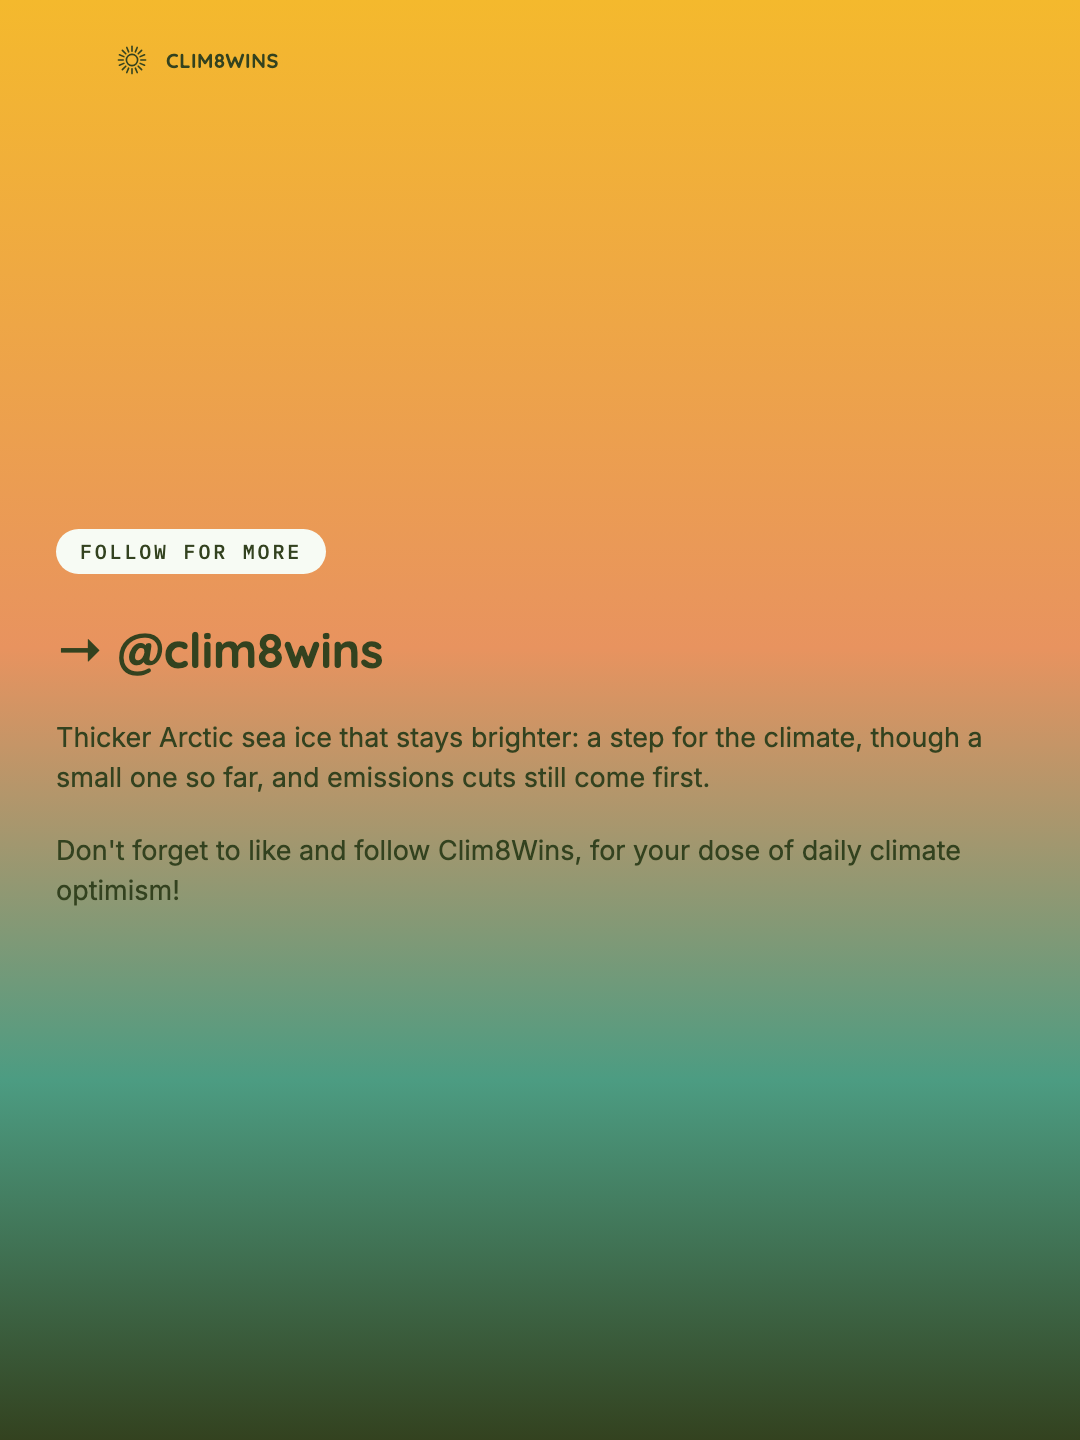 CLIM8WINS
FOLLOW FOR MORE
→ @clim8wins
Thicker Arctic sea ice that stays brighter: a step for the climate, though a
small one so far, and emissions cuts still come first.
Don't forget to like and follow Clim8Wins, for your dose of daily climate
optimism!